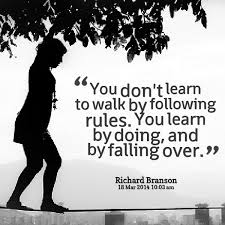 “You don't learn
to walk by following
rules. You learn
by doing, and
by falling over.”
Richard Branson
18 Mar 2014 10:03 am